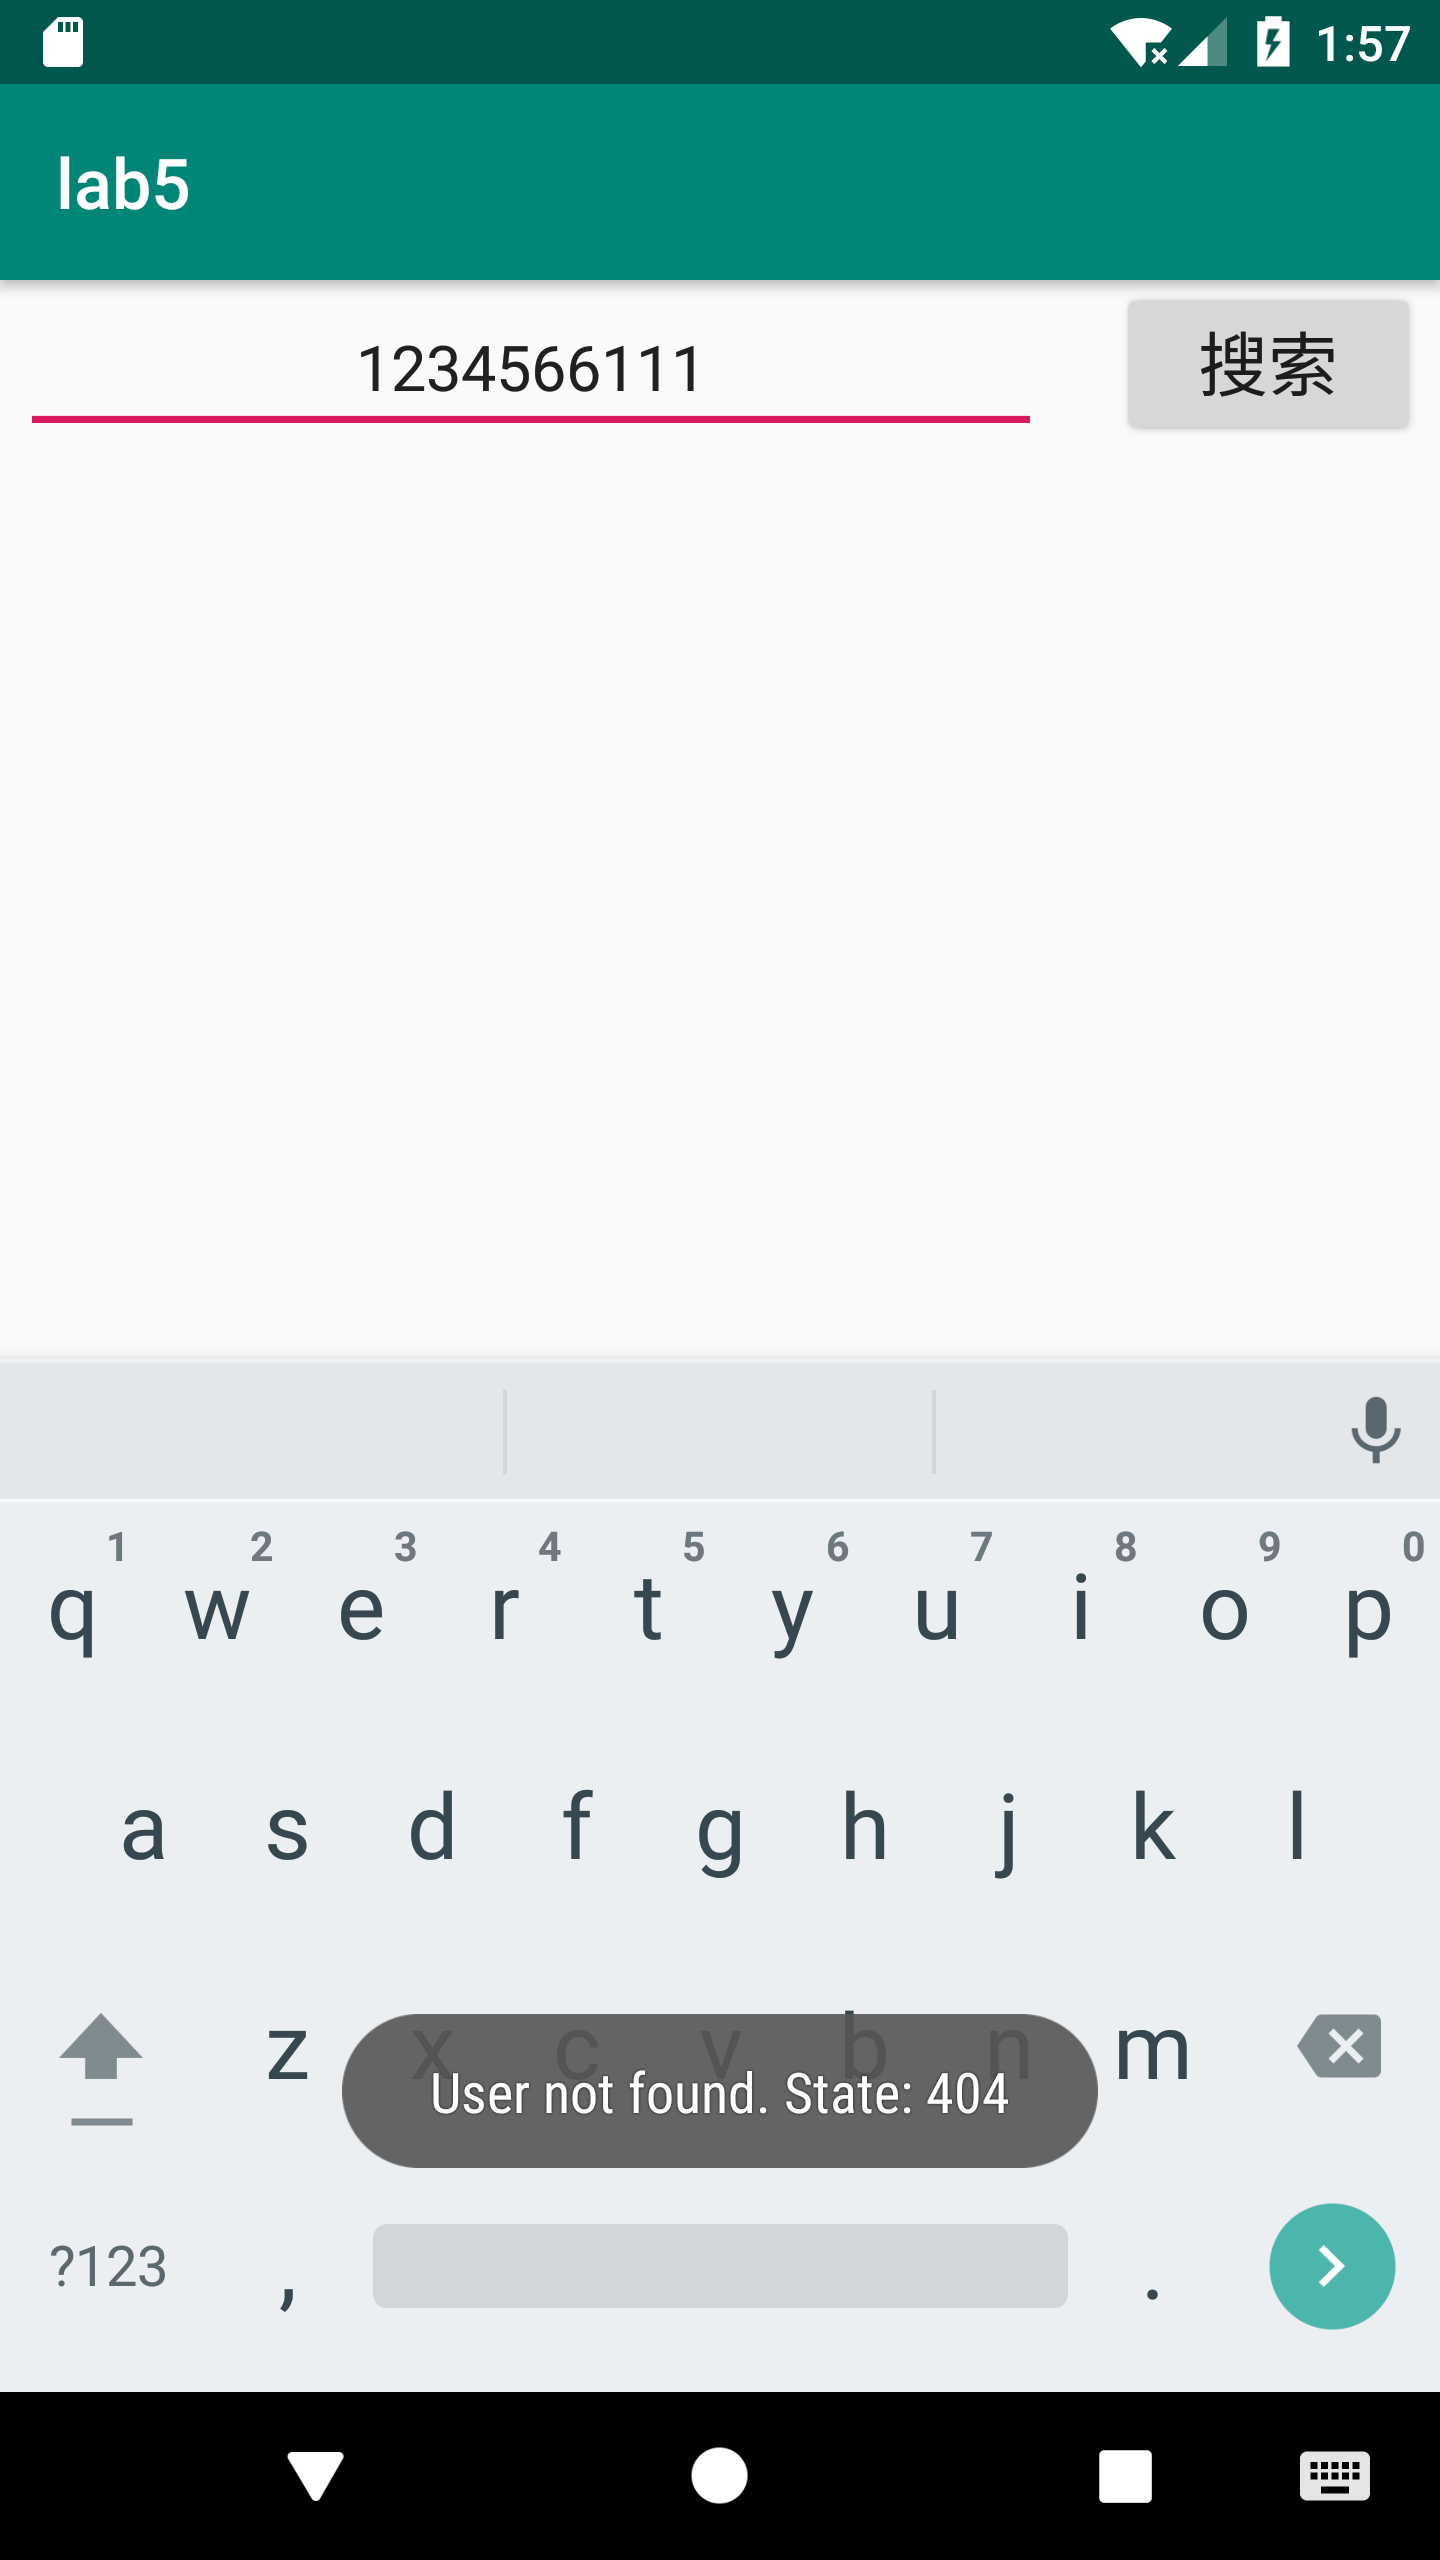 1:57
lab5
1234566111
搜索
1 2 3 4 5 6 7 8 9 0
q w e r t y u i o p
a s d f g h j k l
z x c v b n m
User not found. State: 404
?123 , .